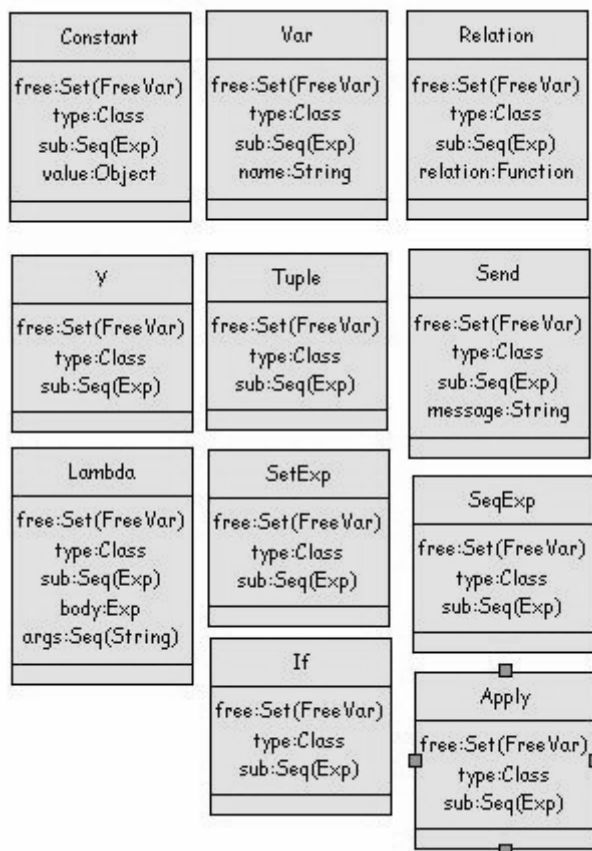 Constant
free:Set(FreeVar)
type:Class
sub:Seq(Exp)
value:Object
Var
free:Set(FreeVar)
type:Class
sub:Seq(Exp)
name:String
Relation
free:Set(FreeVar)
type:Class
sub:Seq(Exp)
relation:Function
Y
free:Set(FreeVar)
type:Class
sub:Seq(Exp)
Tuple
free:Set(FreeVar)
type:Class
sub:Seq(Exp)
Send
free:Set(FreeVar)
type:Class
sub:Seq(Exp)
message:String
Lambda
free:Set(FreeVar)
type:Class
sub:Seq(Exp)
body:Exp
args:Seq(String)
SetExp
free:Set(FreeVar)
type:Class
sub:Seq(Exp)
SeqExp
free:Set(FreeVar)
type:Class
sub:Seq(Exp)
If
free:Set(FreeVar)
type:Class
sub:Seq(Exp)
Apply
free:Set(FreeVar)
type:Class
sub:Seq(Exp)